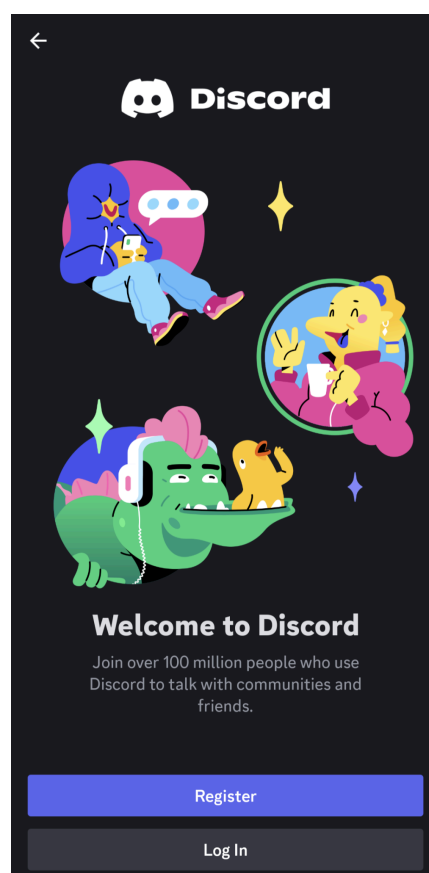 Discord
Welcome to Discord
Join over 100 million people who use
Discord to talk with communities and
friends.
Register
Log In